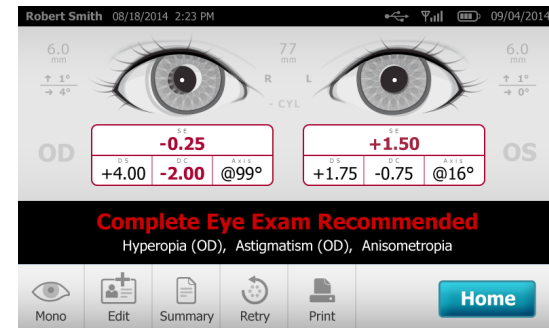 Robert Smith 08/18/2014 2:23 PM 09/04/2014
6.0 77 6.0
mm mm mm
↑ 1° R L ↑ 1°
→ 4° → 0°
- CYL
OD OS
SE SE
-0.25 +1.50
DS DC Axis DS DC Axis
+4.00 -2.00 @99° +1.75 -0.75 @16°
Complete Eye Exam Recommended
Hyperopia (OD), Astigmatism (OD), Anisometropia
Mono Edit Summary Retry Print Home